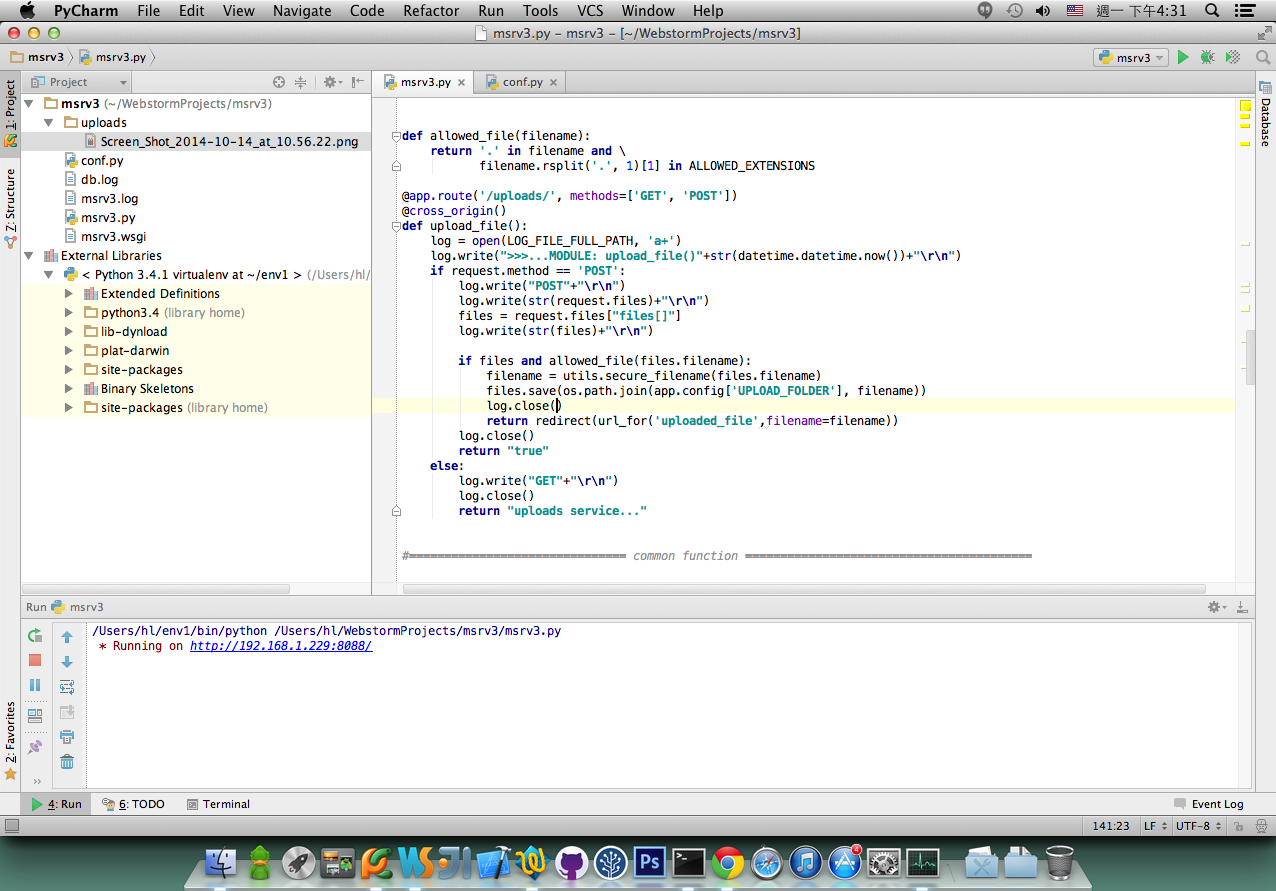 PyCharm File Edit View Navigate Code Refactor Run Tools VCS Window Help 週一 下午4:31
msrv3.py – msrv3 – [~/WebstormProjects/msrv3]
msrv3 msrv3.py msrv3
Project msrv3.py conf.py
1: Project
Z: Structure
2: Favorites
Database
msrv3 (~/WebstormProjects/msrv3)
uploads
Screen_Shot_2014-10-14_at_10.56.22.png
conf.py
db.log
msrv3.log
msrv3.py
msrv3.wsgi
External Libraries
< Python 3.4.1 virtualenv at ~/env1 > (/Users/hl/
Extended Definitions
python3.4 (library home)
lib-dynload
plat-darwin
site-packages
Binary Skeletons
site-packages (library home)
def allowed_file(filename):
    return '.' in filename and \
           filename.rsplit('.', 1)[1] in ALLOWED_EXTENSIONS
@app.route('/uploads/', methods=['GET', 'POST'])
@cross_origin()
def upload_file():
    log = open(LOG_FILE_FULL_PATH, 'a+')
    log.write(">>>...MODULE: upload_file()"+str(datetime.datetime.now())+"\r\n")
    if request.method == 'POST':
        log.write("POST"+"\r\n")
        log.write(str(request.files)+"\r\n")
        files = request.files["files[]"]
        log.write(str(files)+"\r\n")
        if files and allowed_file(files.filename):
            filename = utils.secure_filename(files.filename)
            files.save(os.path.join(app.config['UPLOAD_FOLDER'], filename))
            log.close()
            return redirect(url_for('uploaded_file',filename=filename))
        log.close()
        return "true"
    else:
        log.write("GET"+"\r\n")
        log.close()
        return "uploads service..."
#=============================== common function =========================================
Run msrv3
/Users/hl/env1/bin/python /Users/hl/WebstormProjects/msrv3/msrv3.py
 * Running on http://192.168.1.229:8088/
4: Run 6: TODO Terminal Event Log
141:23 LF UTF-8
WS Ps 4